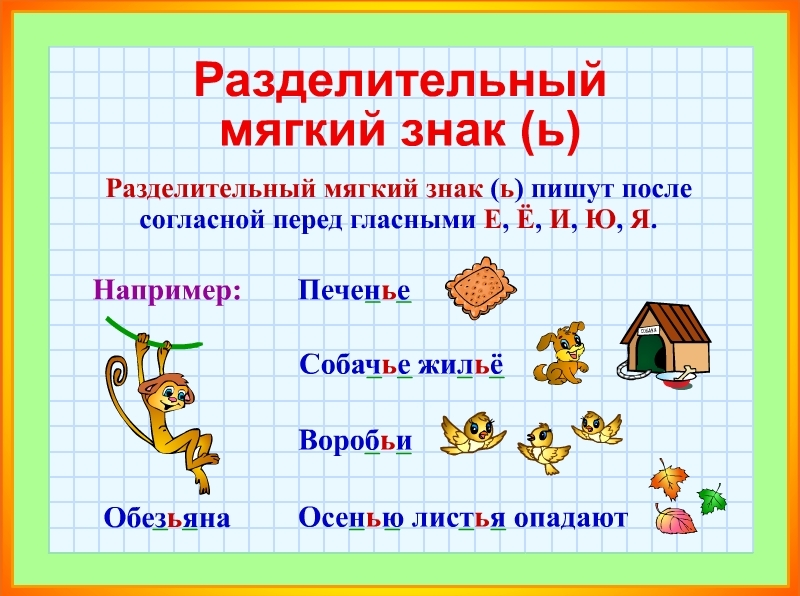 Разделительный
мягкий знак (ь)
Разделительный мягкий знак (ь) пишут после
согласной перед гласными Е, Ё, И, Ю, Я.
Например:
Печенье
Собачье жильё
СОБАКА
Воробьи
Обезьяна
Осенью листья опадают